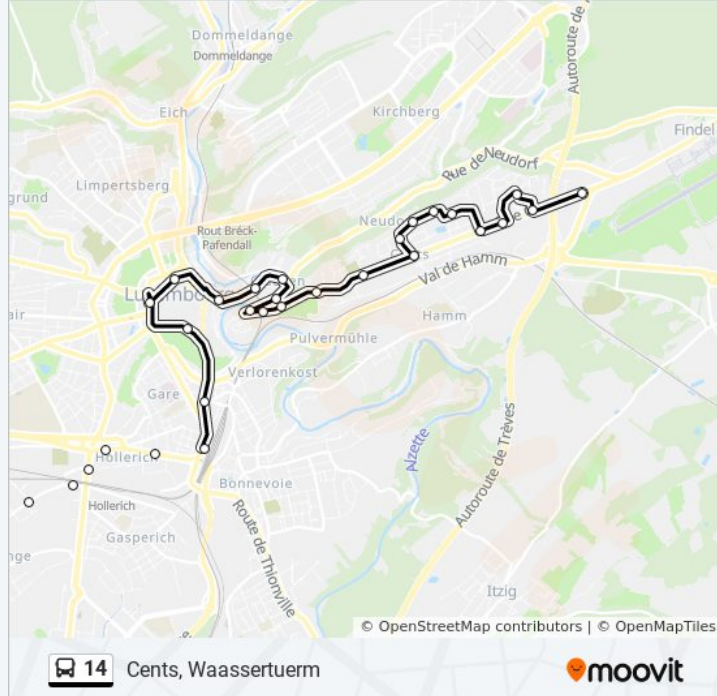 Dommeldange
Dommeldange
Autoroute de
Eich
Kirchberg
Findel
Rue de Neudorf
Limpertsberg
Rout Bréck-
Pafendall
Val de Hamm
Hamm
Pulvermühle
Verlorenkost
Gare
Alzette
Autoroute de Trèves
Hollerich
Bonnevoie
Hollerich
Route de Thionville
Gasperich
Itzig
© OpenStreetMap contributors | © OpenMapTiles
14 Cents, Waassertuerm
moovit